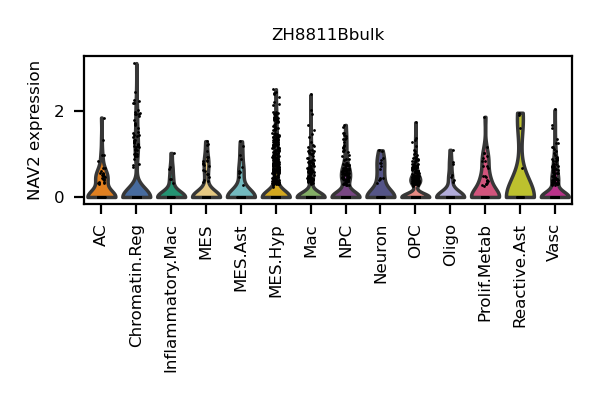 ZH8811Bbulk
NAV2 expression
2
0
AC
Chromatin.Reg
Inflammatory.Mac
MES
MES.Ast
MES.Hyp
Mac
NPC
Neuron
OPC
Oligo
Prolif.Metab
Reactive.Ast
Vasc